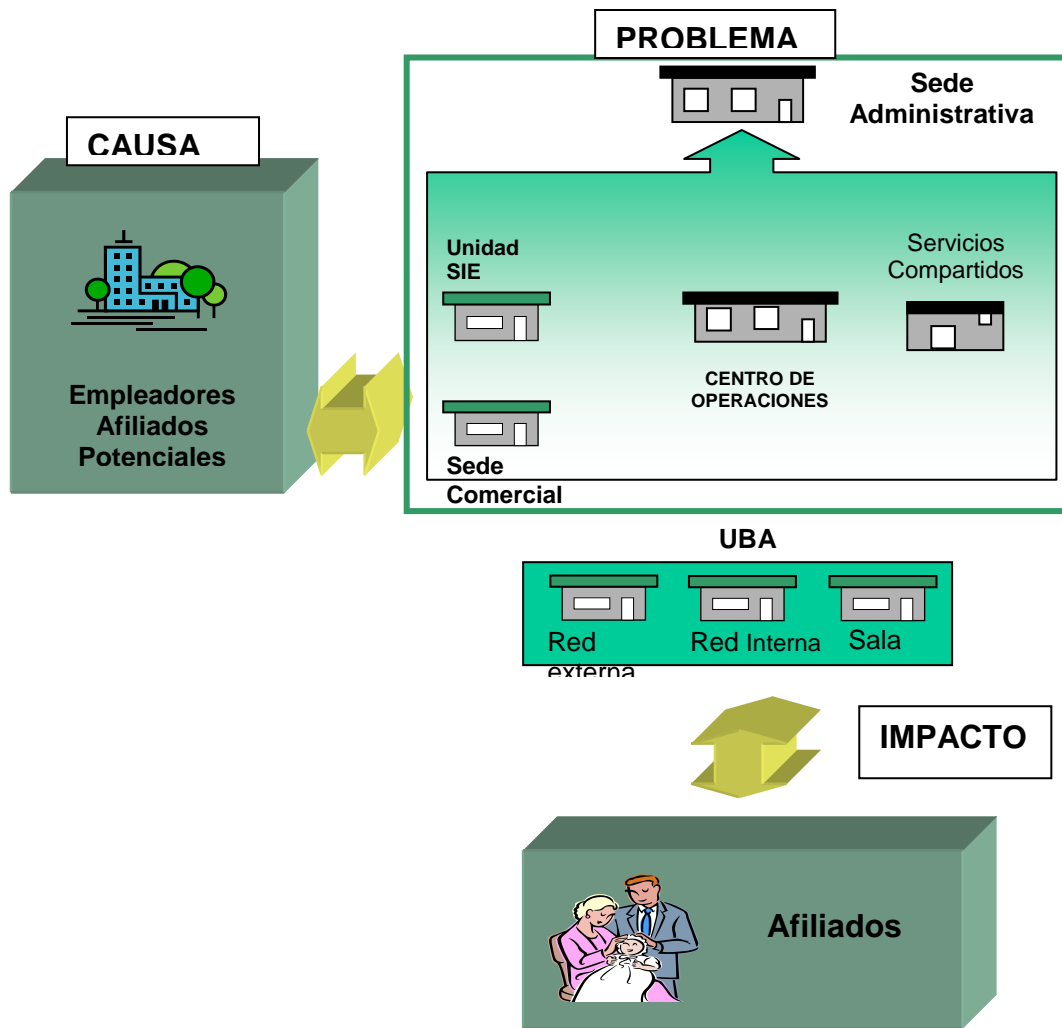 PROBLEMA
Sede
Administrativa
CAUSA
Unidad
SIE
Servicios
Compartidos
CENTRO DE
OPERACIONES
Empleadores
Afiliados
Potenciales
Sede
Comercial
UBA
Red
externa
Red Interna
Sala
IMPACTO
Afiliados